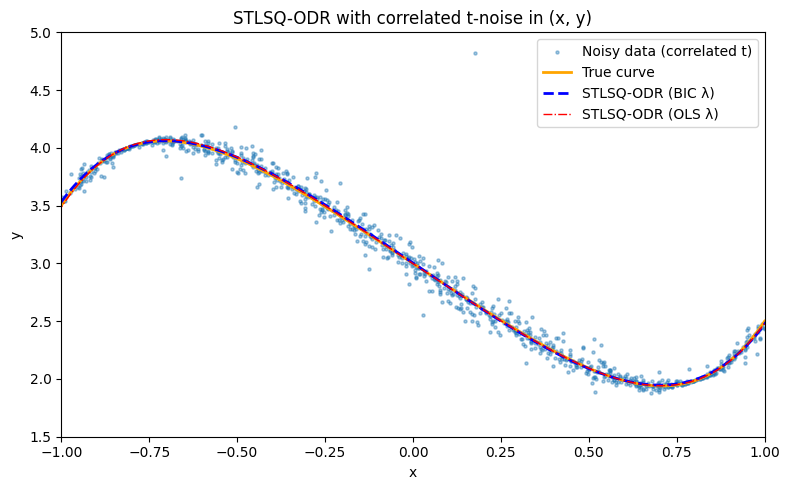 STLSQ-ODR with correlated t-noise in (x, y)
Noisy data (correlated t)
True curve
STLSQ-ODR (BIC λ)
STLSQ-ODR (OLS λ)
5.0
4.5
4.0
3.5
3.0
2.5
2.0
1.5
y
−1.00 −0.75 −0.50 −0.25 0.00 0.25 0.50 0.75 1.00
x